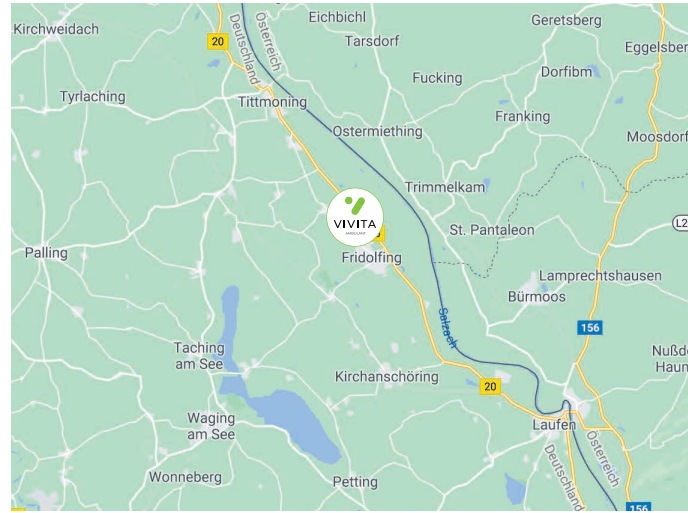 Kirchweidach
20
Deutschland
Österreich
Eichbichl
Tarsdorf
Geretsberg
Eggelsber
Dorfibm
Fucking
Tyrlaching
Tittmoning
Franking
Ostermiething
Moosdorf
Trimmelkam
VIVITA
St. Pantaleon
L2
Palling
Fridolfing
Lamprechtshausen
Bürmoos
Salzach
156
Taching
am See
Nußdo
Haun
Kirchanschöring
20
Waging
am See
Laufen
Österreich
Deutschland
Wonneberg
Petting
156